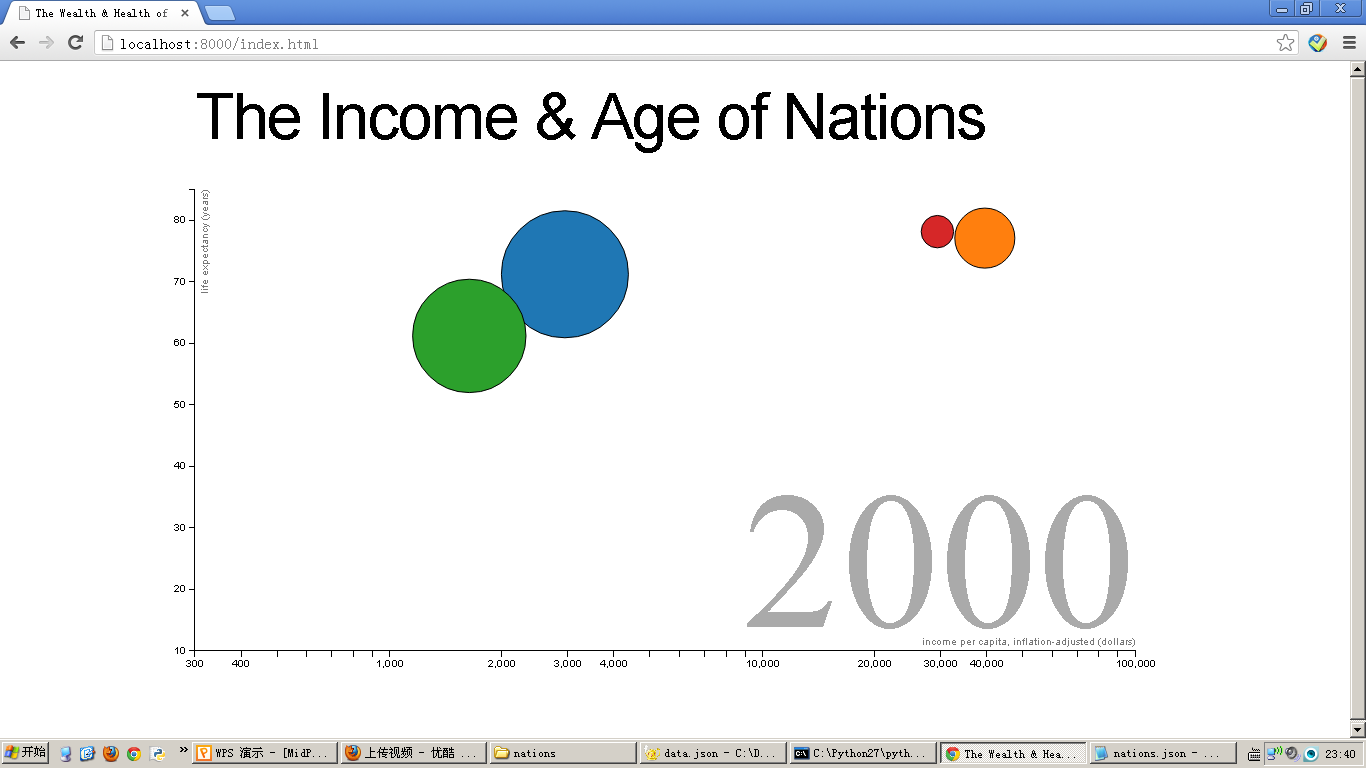 The Wealth & Health of
localhost:8000/index.html
The Income & Age of Nations
life expectancy (years)
80
70
60
50
40
30
20
10
2000
income per capita, inflation-adjusted (dollars)
300 400 1,000 2,000 3,000 4,000 10,000 20,000 30,000 40,000 100,000
开始 WPS 演示 - [MidP... 上传视频 - 优酷 ... nations data.json - C:\D... C:\Python27\pyth... The Wealth & Hea... nations.json - ... 23:40